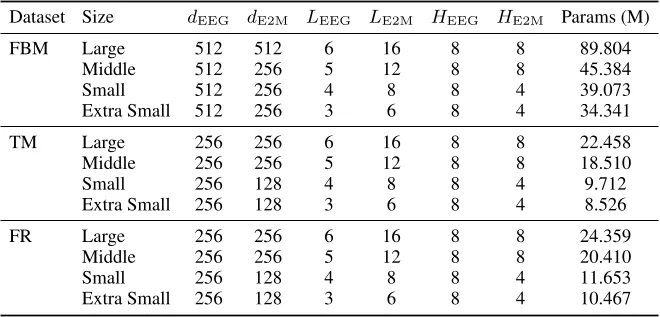 Dataset Size d_EEG d_E2M L_EEG L_E2M H_EEG H_E2M Params (M)
FBM Large 512 512 6 16 8 8 89.804
Middle 512 256 5 12 8 8 45.384
Small 512 256 4 8 8 4 39.073
Extra Small 512 256 3 6 8 4 34.341
TM Large 256 256 6 16 8 8 22.458
Middle 256 256 5 12 8 8 18.510
Small 256 128 4 8 8 4 9.712
Extra Small 256 128 3 6 8 4 8.526
FR Large 256 256 6 16 8 8 24.359
Middle 256 256 5 12 8 8 20.410
Small 256 128 4 8 8 4 11.653
Extra Small 256 128 3 6 8 4 10.467